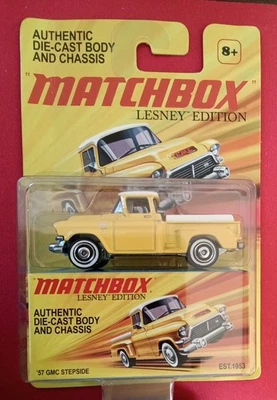 AUTHENTIC
DIE-CAST BODY
AND CHASSIS
8+
"MATCHBOX"
LESNEY EDITION
GMC
MATCHBOX
LESNEY EDITION
AUTHENTIC
DIE-CAST BODY
AND CHASSIS
'57 GMC STEPSIDE
EST.1953